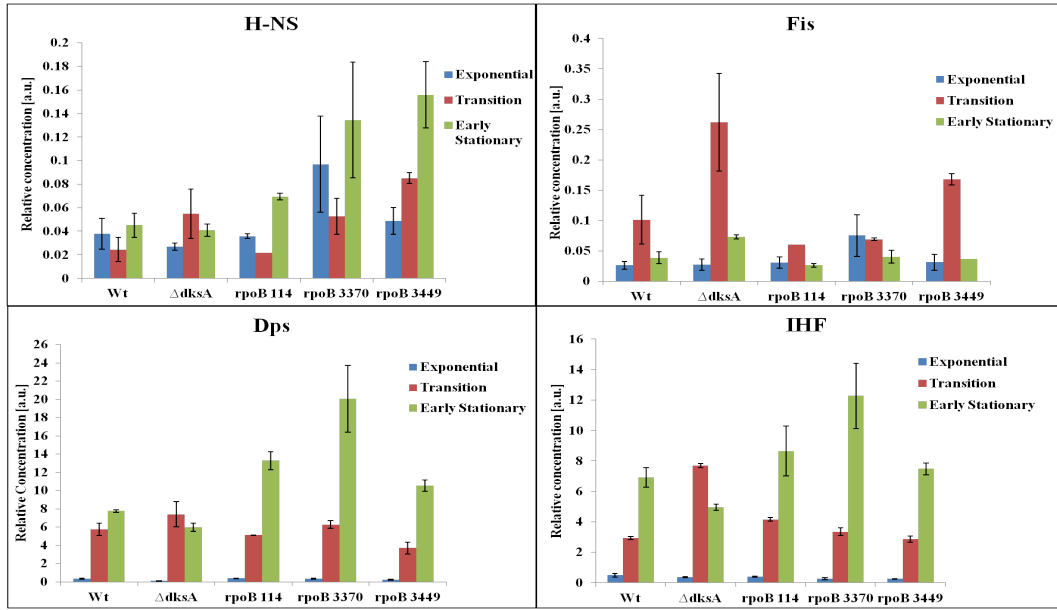 H-NS
Relative concentration [a.u.]
0.2
0.18
0.16
0.14
0.12
0.1
0.08
0.06
0.04
0.02
0
Exponential
Transition
Early
Stationary
Wt
ΔdksA
rpoB 114
rpoB 3370
rpoB 3449
Fis
Relative concentration [a.u.]
0.4
0.35
0.3
0.25
0.2
0.15
0.1
0.05
0
Exponential
Transition
Early Stationary
Wt
ΔdksA
rpoB 114
rpoB 3370
rpoB 3449
Dps
Relative Concentration [a.u.]
26
24
22
20
18
16
14
12
10
8
6
4
2
0
Exponential
Transition
Early Stationary
Wt
ΔdksA
rpoB 114
rpoB 3370
rpoB 3449
IHF
Relative concentration [a.u.]
16
14
12
10
8
6
4
2
0
Exponential
Transition
Early Stationary
Wt
ΔdksA
rpoB 114
rpoB 3370
rpoB 3449